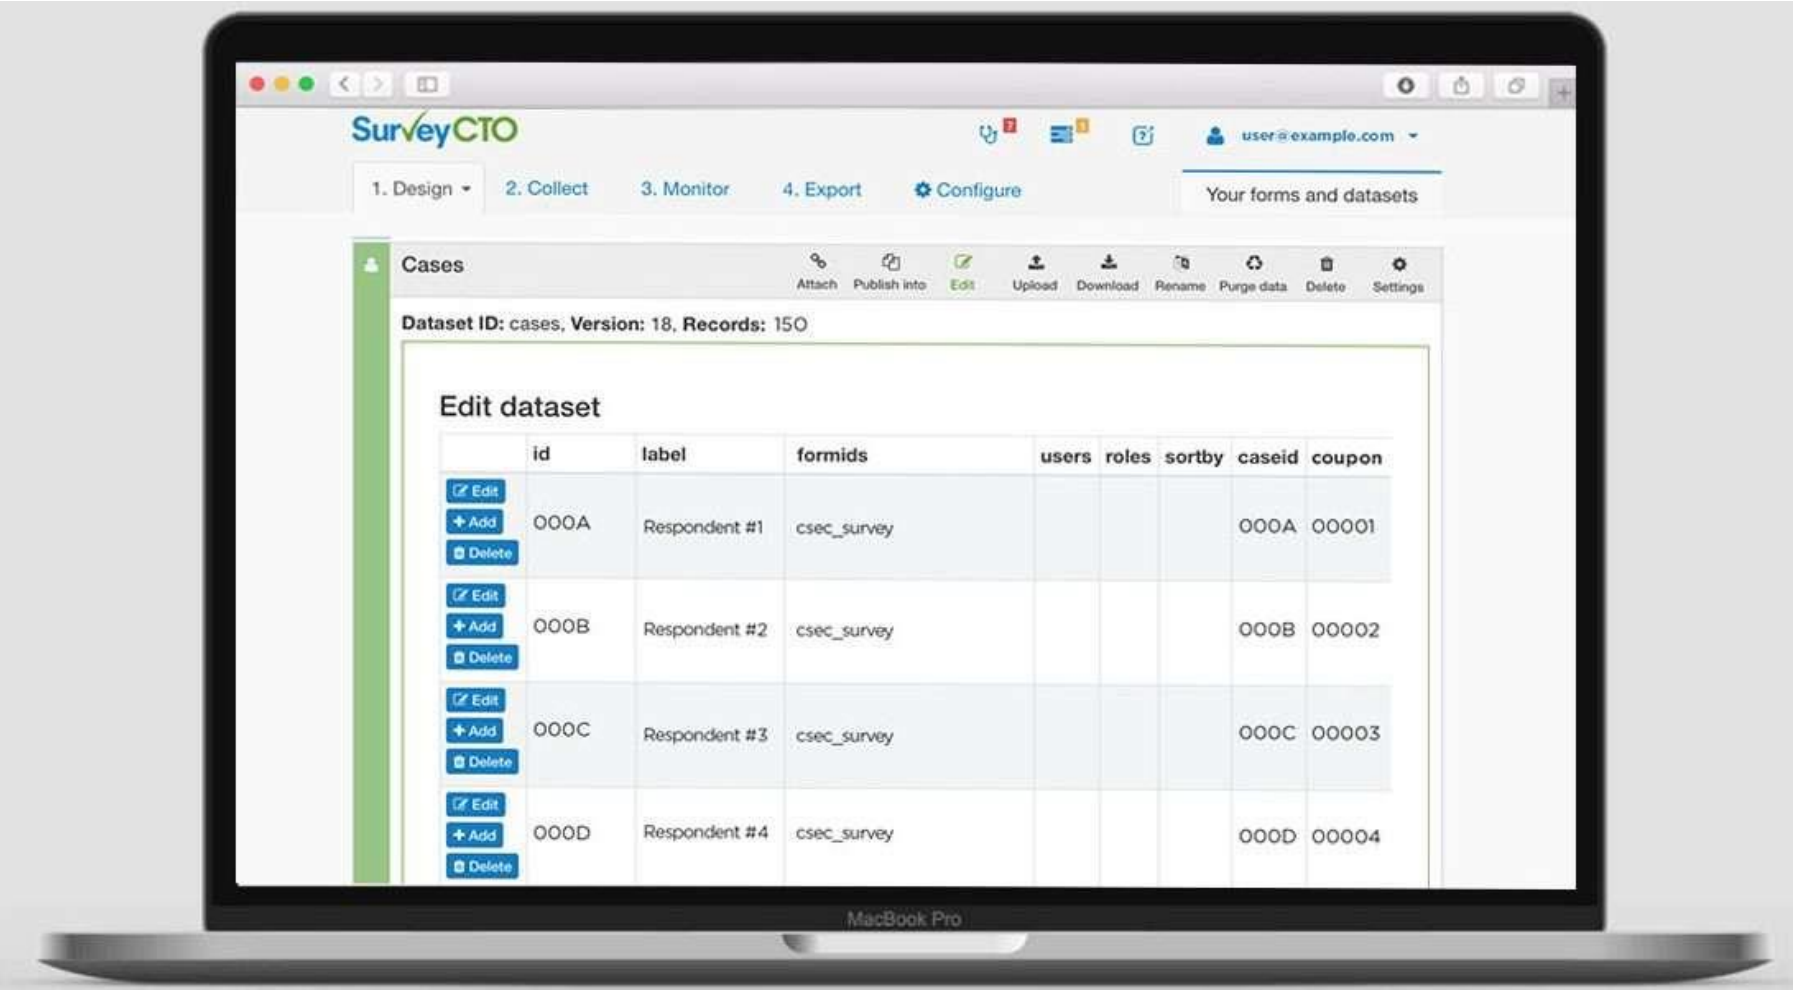 SurveyCTO
7
1
user@example.com
1. Design
2. Collect
3. Monitor
4. Export
Configure
Your forms and datasets
Cases
Attach
Publish into
Edit
Upload
Download
Rename
Purge data
Delete
Settings
Dataset ID: cases, Version: 18, Records: 150
Edit dataset
id label formids users roles sortby caseid coupon
Edit
Add
Delete
000A Respondent #1 csec_survey 000A 00001
Edit
Add
Delete
000B Respondent #2 csec_survey 000B 00002
Edit
Add
Delete
000C Respondent #3 csec_survey 000C 00003
Edit
Add
Delete
000D Respondent #4 csec_survey 000D 00004
MacBook Pro